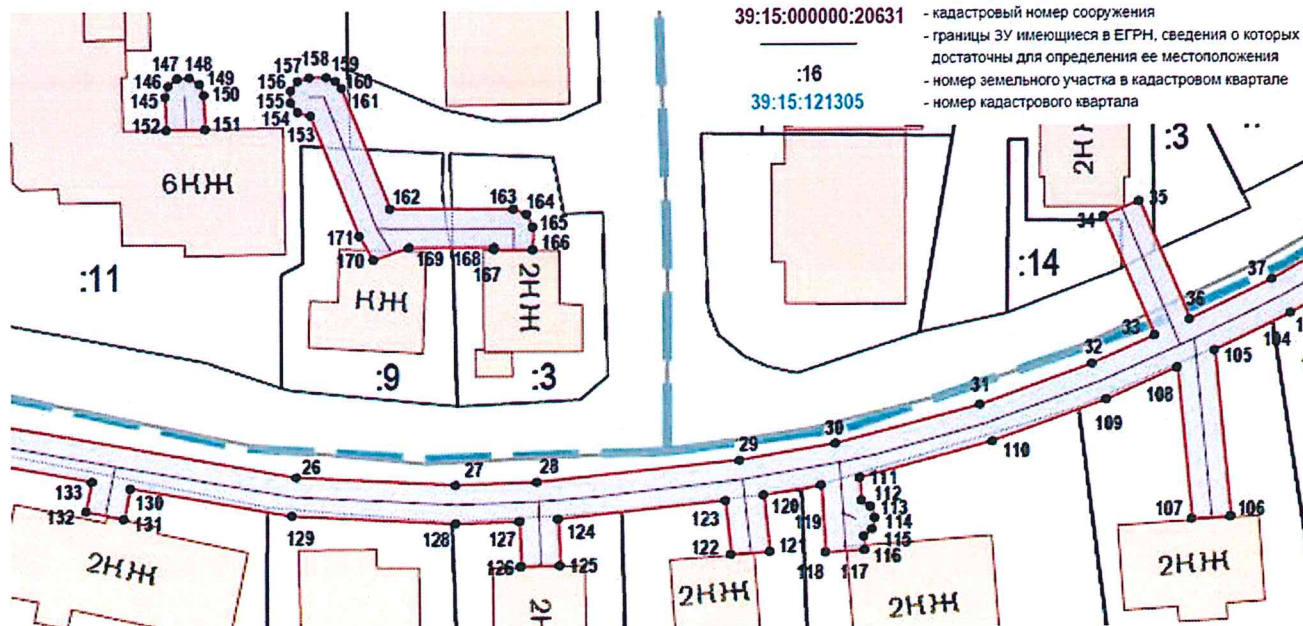 39:15:000000:20631 - кадастровый номер сооружения
- границы ЗУ имеющиеся в ЕГРН, сведения о которых
достаточны для определения ее местоположения
:16 - номер земельного участка в кадастровом квартале
39:15:121305 - номер кадастрового квартала
147 148
146 149
145 150
152 151
157 158 159
156 160
155 161
154
153
6КЖ
2КЖ
:3
35
34
162 163 164
165
166
171
170 169 168 167
:11
КЖ
2КЖ
:14
37
36
33
32
104
105
:9 :3
31
108
109
30
29
110
26 27 28
111
133 130
112
113
114
115
116
132 131
129 128 127 124
123 120 119
107 106
126 125
122 121 118 117
2КЖ
2КЖ
2КЖ
2КЖ